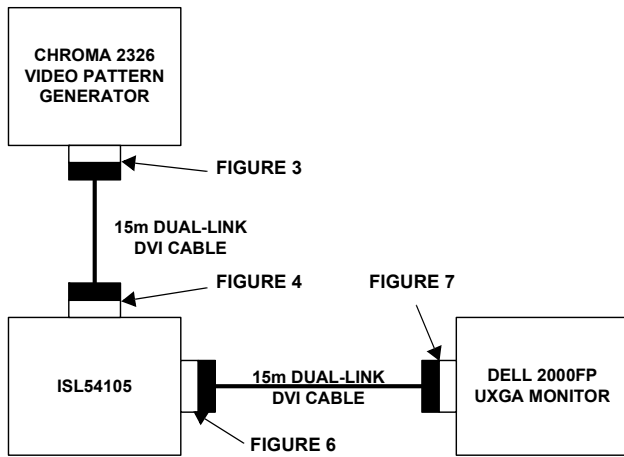 CHROMA 2326
VIDEO PATTERN
GENERATOR
FIGURE 3
15m DUAL-LINK
DVI CABLE
FIGURE 4
FIGURE 7
ISL54105
15m DUAL-LINK
DVI CABLE
DELL 2000FP
UXGA MONITOR
FIGURE 6